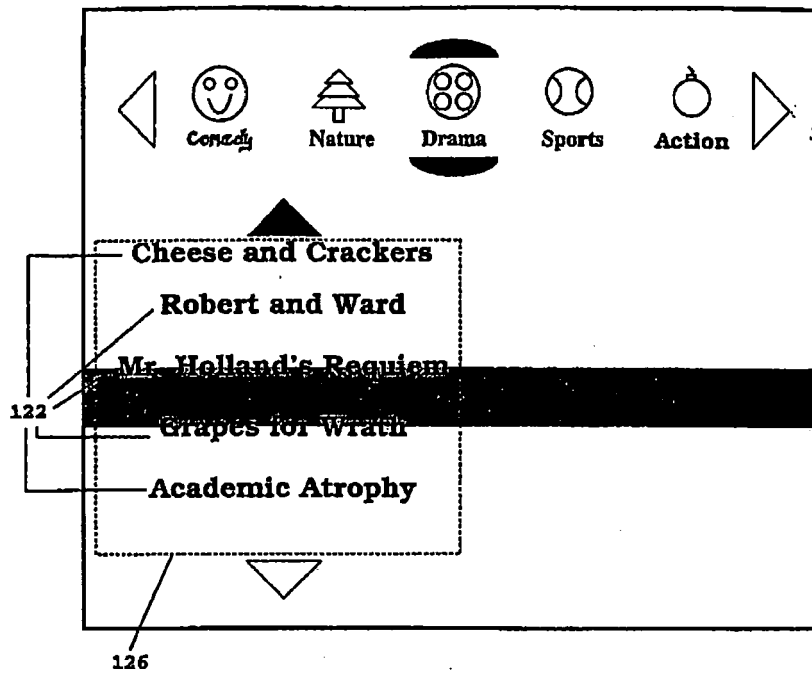 Comedy Nature Drama Sports Action
Cheese and Crackers
Robert and Ward
Mr. Holland's Requiem
122
Grapes for Wrath
Academic Atrophy
126